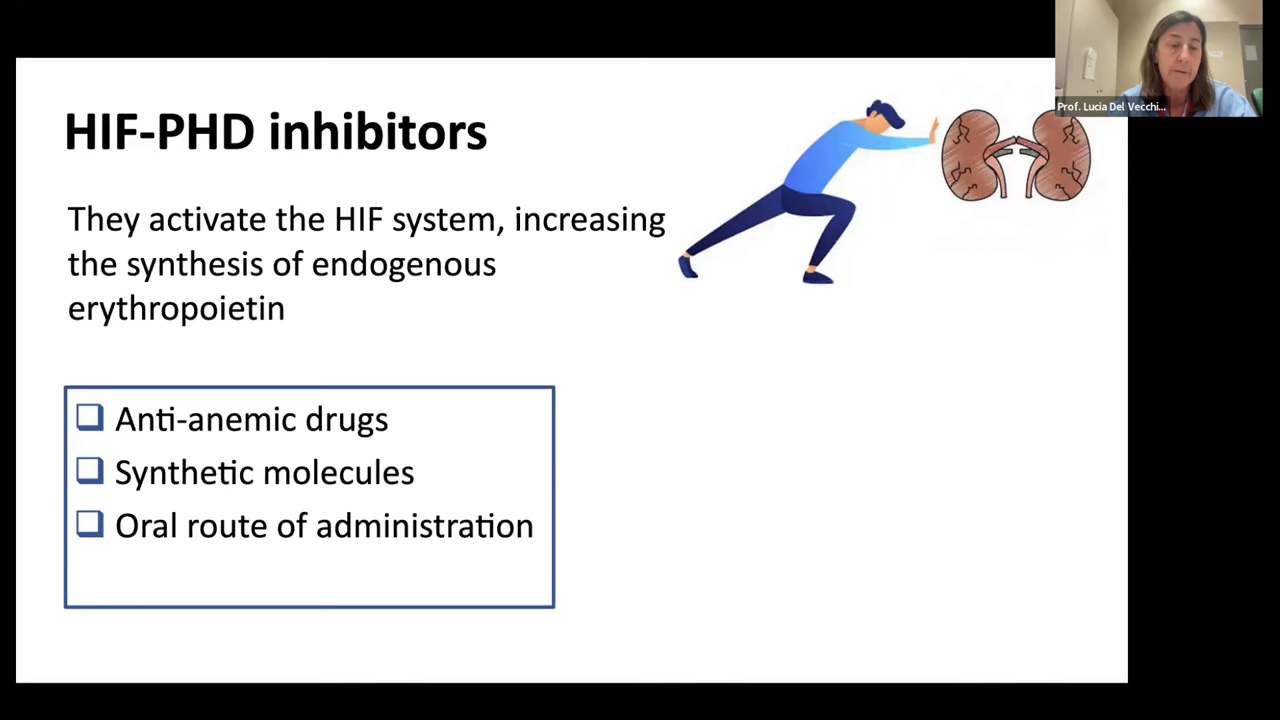 Prof. Lucia Del Vecchi...
HIF-PHD inhibitors
They activate the HIF system, increasing
the synthesis of endogenous
erythropoietin
❑ Anti-anemic drugs
❑ Synthetic molecules
❑ Oral route of administration